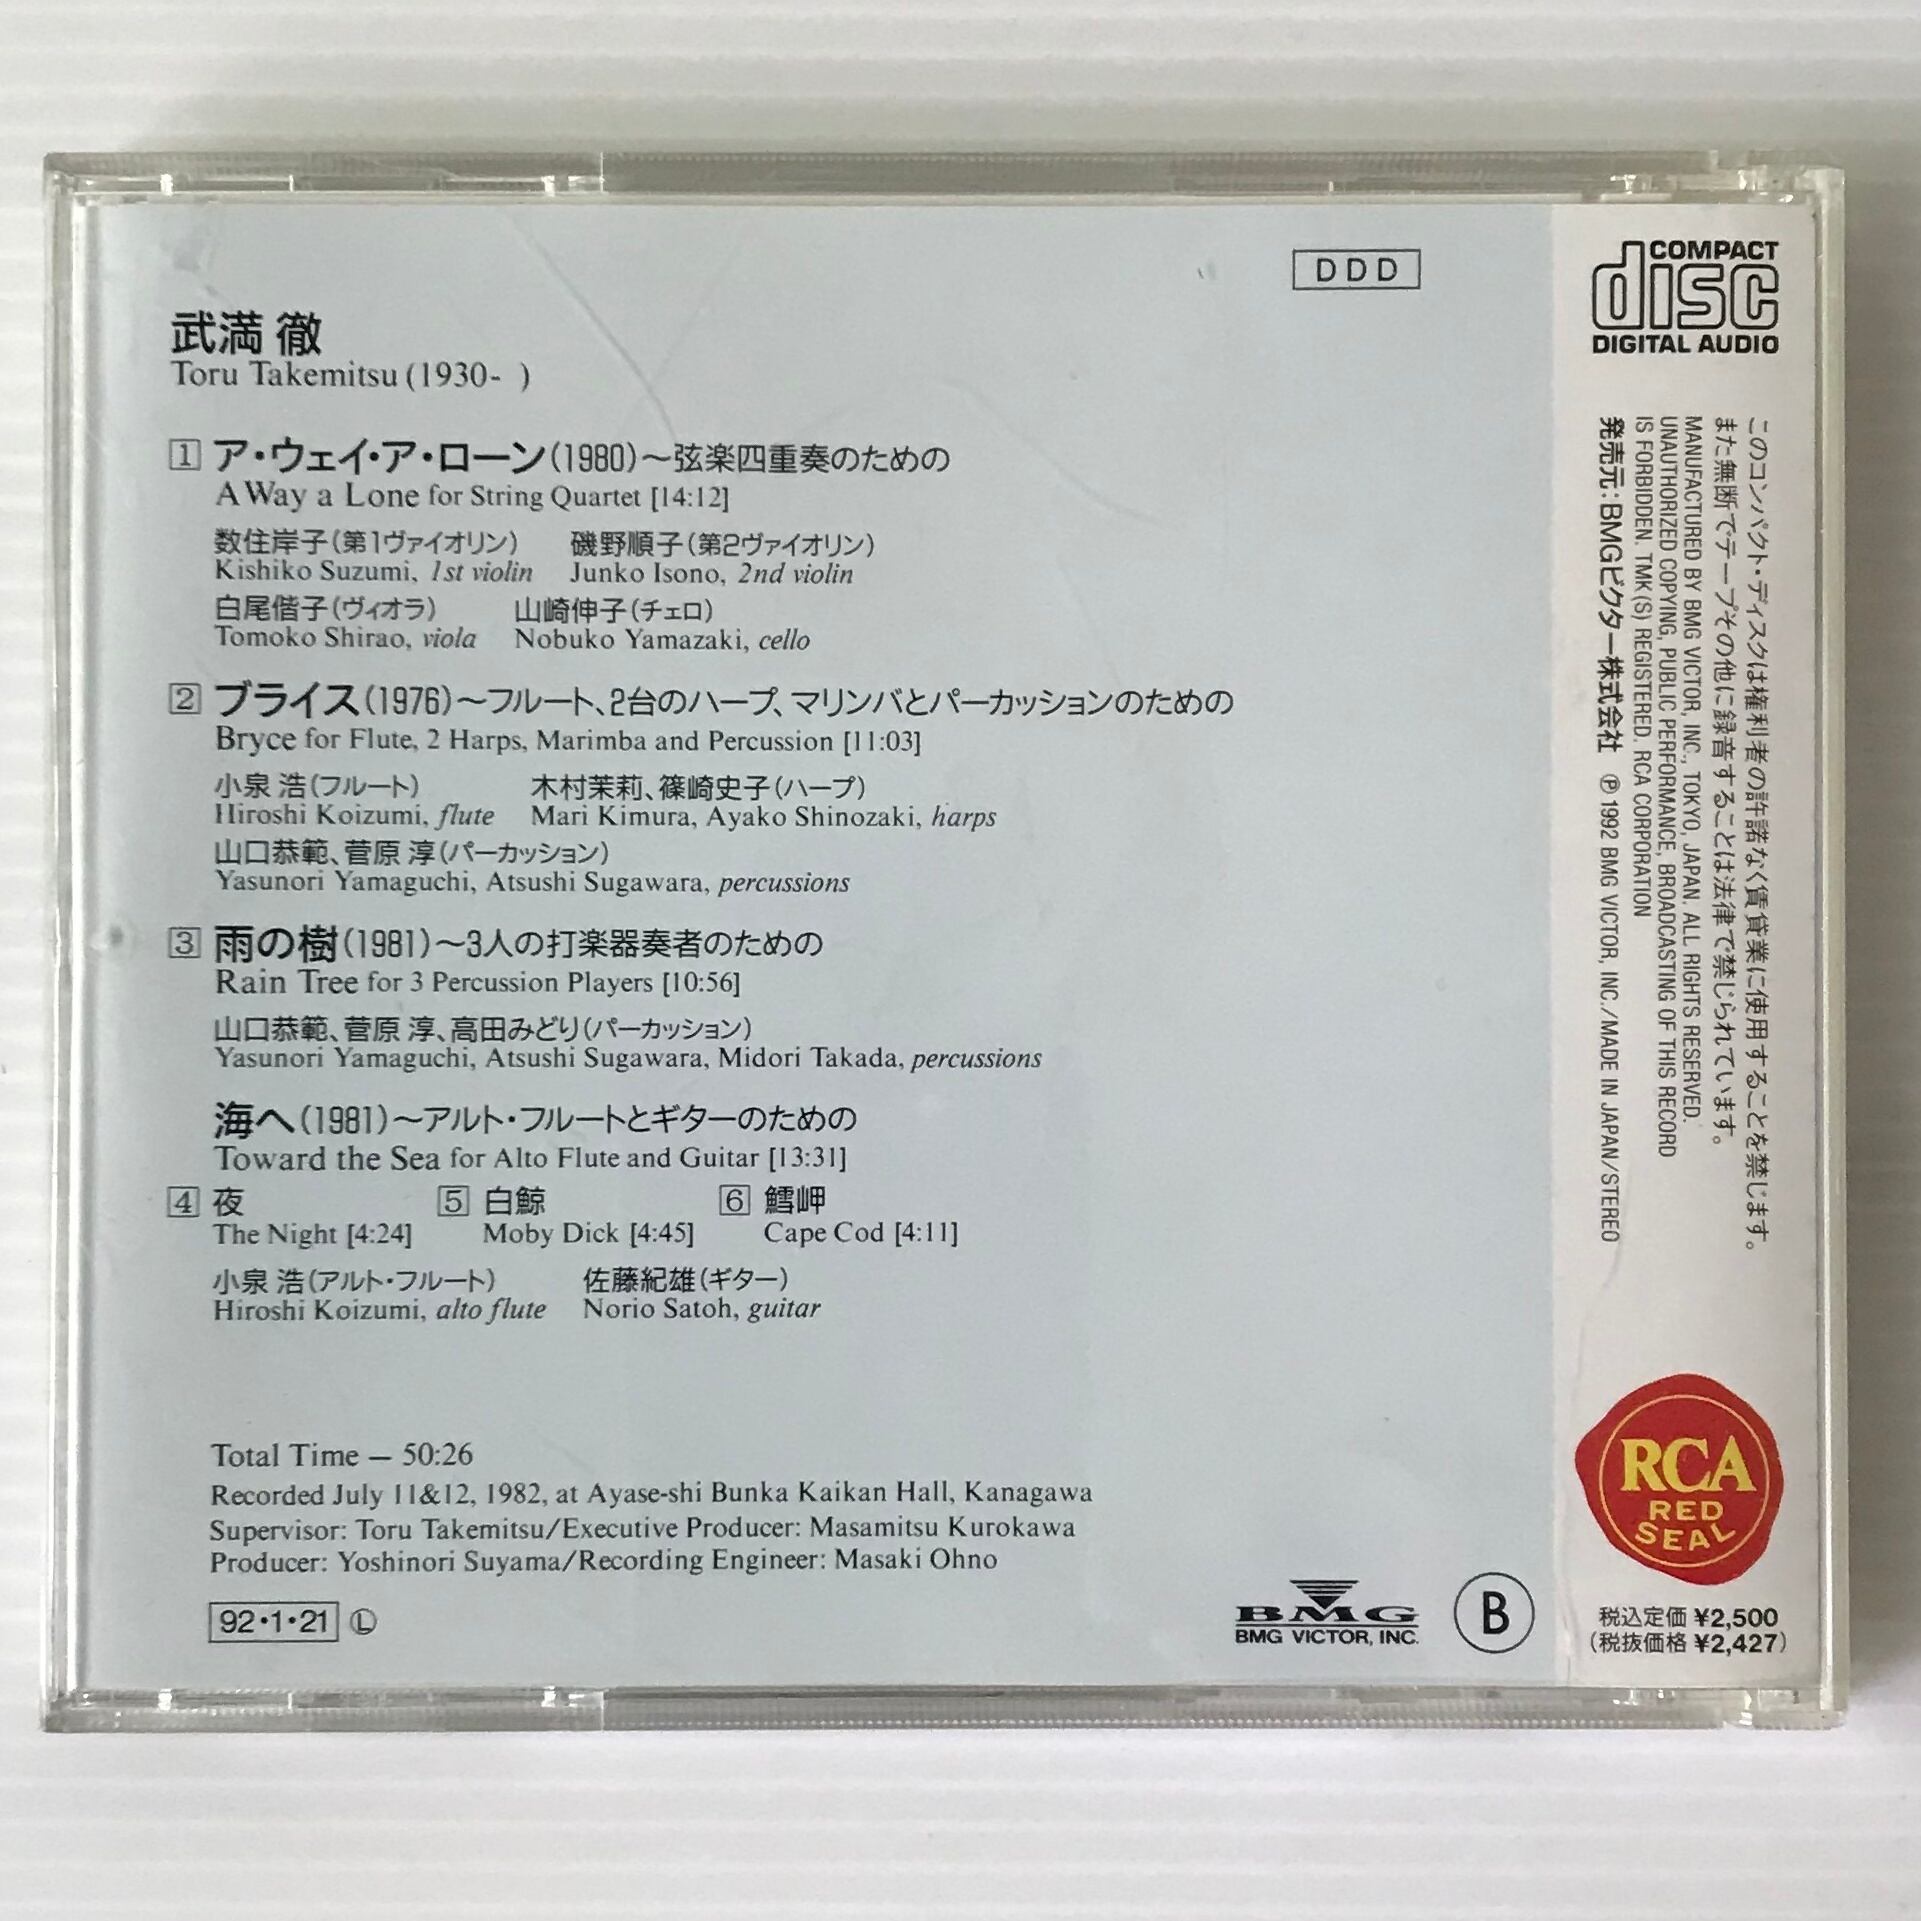 DDD
武満 徹
Toru Takemitsu (1930-  )
1 ア・ウェイ・ア・ローン(1980)〜弦楽四重奏のための
A Way a Lone for String Quartet [14:12]
数住岸子(第1ヴァイオリン) 磯野順子(第2ヴァイオリン)
Kishiko Suzumi, 1st violin Junko Isono, 2nd violin
白尾偕子(ヴィオラ) 山崎伸子(チェロ)
Tomoko Shirao, viola Nobuko Yamazaki, cello
2 ブライス(1976)〜フルート、2台のハープ、マリンバとパーカッションのための
Bryce for Flute, 2 Harps, Marimba and Percussion [11:03]
小泉 浩(フルート) 木村茉莉、篠崎史子(ハープ)
Hiroshi Koizumi, flute Mari Kimura, Ayako Shinozaki, harps
山口恭範、菅原 淳(パーカッション)
Yasunori Yamaguchi, Atsushi Sugawara, percussions
3 雨の樹(1981)〜3人の打楽器奏者のための
Rain Tree for 3 Percussion Players [10:56]
山口恭範、菅原 淳、高田みどり(パーカッション)
Yasunori Yamaguchi, Atsushi Sugawara, Midori Takada, percussions
海へ(1981)〜アルト・フルートとギターのための
Toward the Sea for Alto Flute and Guitar [13:31]
4 夜 5 白鯨 6 鱈岬
The Night [4:24] Moby Dick [4:45] Cape Cod [4:11]
小泉 浩(アルト・フルート) 佐藤紀雄(ギター)
Hiroshi Koizumi, alto flute Norio Satoh, guitar
Total Time — 50:26
Recorded July 11&12, 1982, at Ayase-shi Bunka Kaikan Hall, Kanagawa
Supervisor: Toru Takemitsu/Executive Producer: Masamitsu Kurokawa
Producer: Yoshinori Suyama/Recording Engineer: Masaki Ohno
92・1・21 Ⓛ
BMG
BMG VICTOR, INC.
B
COMPACT
disc
DIGITAL AUDIO
このコンパクト・ディスクは権利者の許諾なく賃貸業に使用することを禁じます。
また無断でテープその他に録音することは法律で禁じられています。
MANUFACTURED BY BMG VICTOR, INC., TOKYO, JAPAN. ALL RIGHTS RESERVED.
UNAUTHORIZED COPYING, PUBLIC PERFORMANCE, BROADCASTING OF THIS RECORD
IS FORBIDDEN. TMK(S) REGISTERED. RCA CORPORATION
発売元：BMGビクター株式会社 ℗ 1992 BMG VICTOR, INC./MADE IN JAPAN/STEREO
RCA
RED
SEAL
税込定価 ¥2,500
(税抜価格 ¥2,427)